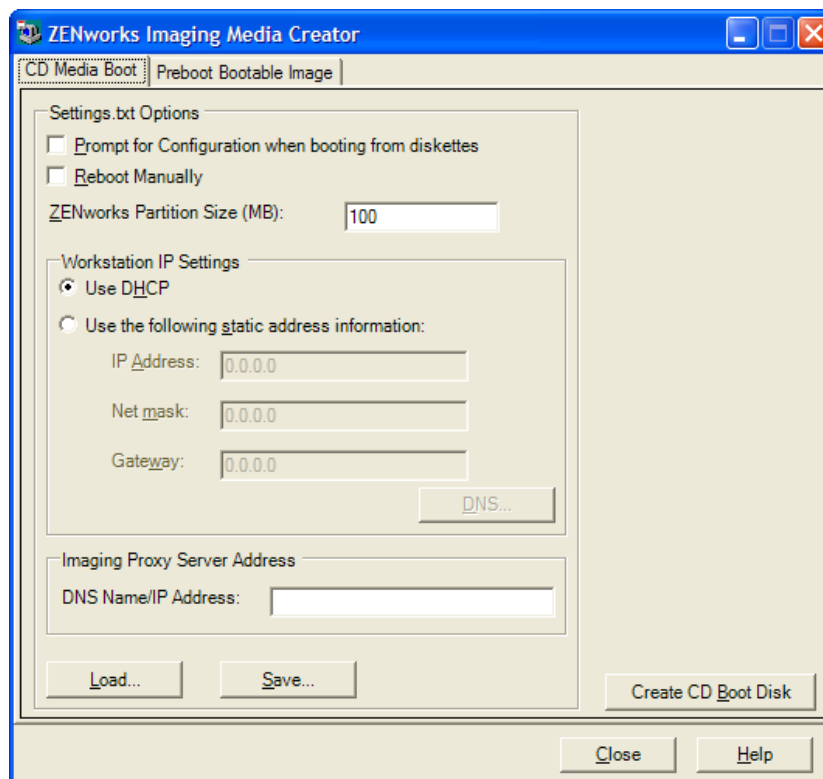 ZENworks Imaging Media Creator
CD Media Boot Preboot Bootable Image
Settings.txt Options
Prompt for Configuration when booting from diskettes
Reboot Manually
ZENworks Partition Size (MB): 100
Workstation IP Settings
Use DHCP
Use the following static address information:
IP Address: 0.0.0.0
Net mask: 0.0.0.0
Gateway: 0.0.0.0
DNS...
Imaging Proxy Server Address
DNS Name/IP Address:
Load... Save...
Create CD Boot Disk
Close Help